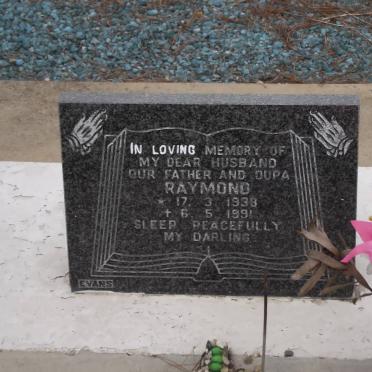 IN LOVING MEMORY OF
MY DEAR HUSBAND
OUR FATHER AND OUPA
RAYMOND
* 17. 3. 1938
+ 6. 5. 1991
SLEEP PEACEFULLY
MY DARLING
EVANS